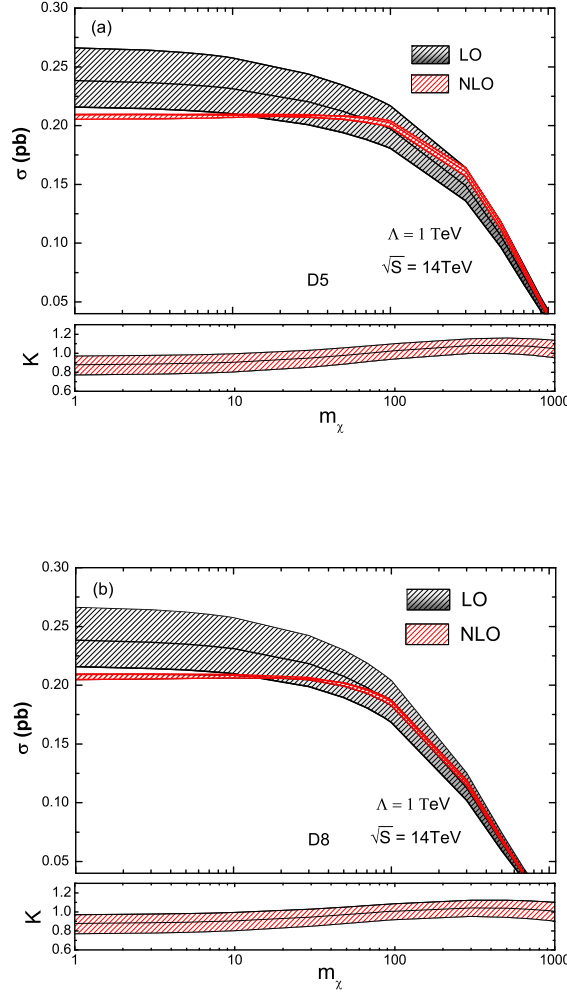 0.30
(a)
LO
NLO
0.25
0.20
σ (pb)
0.15
Λ = 1 TeV
0.10
√S = 14TeV
D5
0.05
1.2
1.0
K
0.8
0.6
1 10 100 1000
mχ
0.30
(b)
LO
NLO
0.25
0.20
σ (pb)
0.15
Λ = 1 TeV
0.10
√S = 14TeV
D8
0.05
1.2
1.0
K
0.8
0.6
1 10 100 1000
mχ